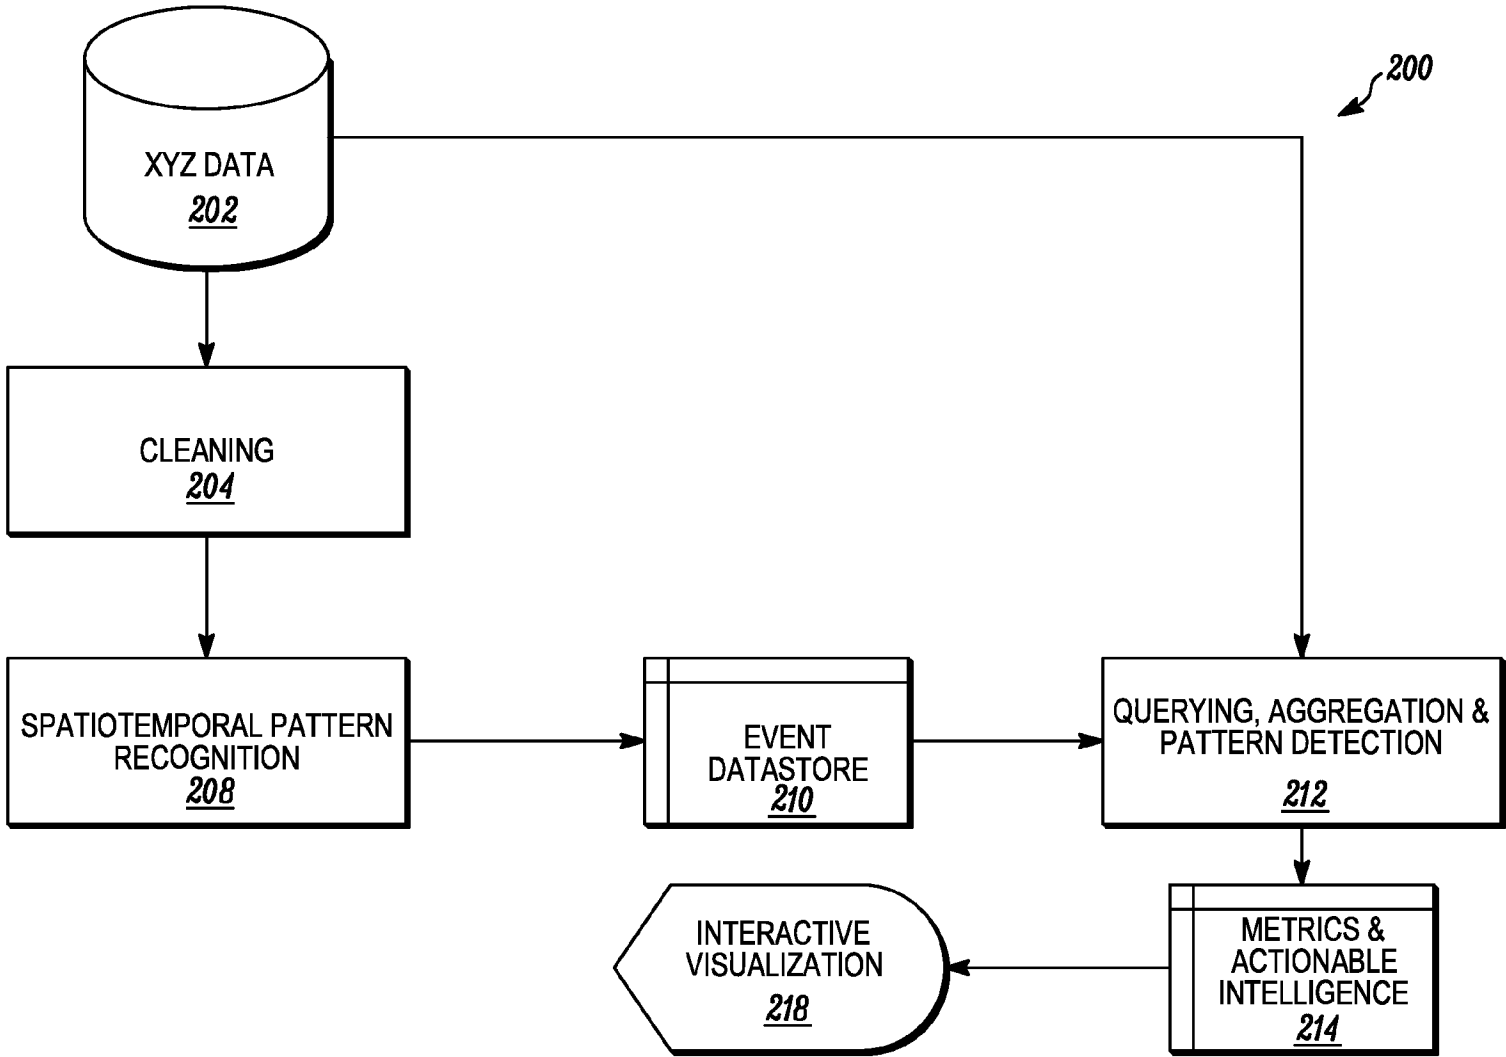 200
XYZ DATA
202
CLEANING
204
SPATIOTEMPORAL PATTERN
RECOGNITION
208
EVENT
DATASTORE
210
QUERYING, AGGREGATION &
PATTERN DETECTION
212
INTERACTIVE
VISUALIZATION
218
METRICS &
ACTIONABLE
INTELLIGENCE
214